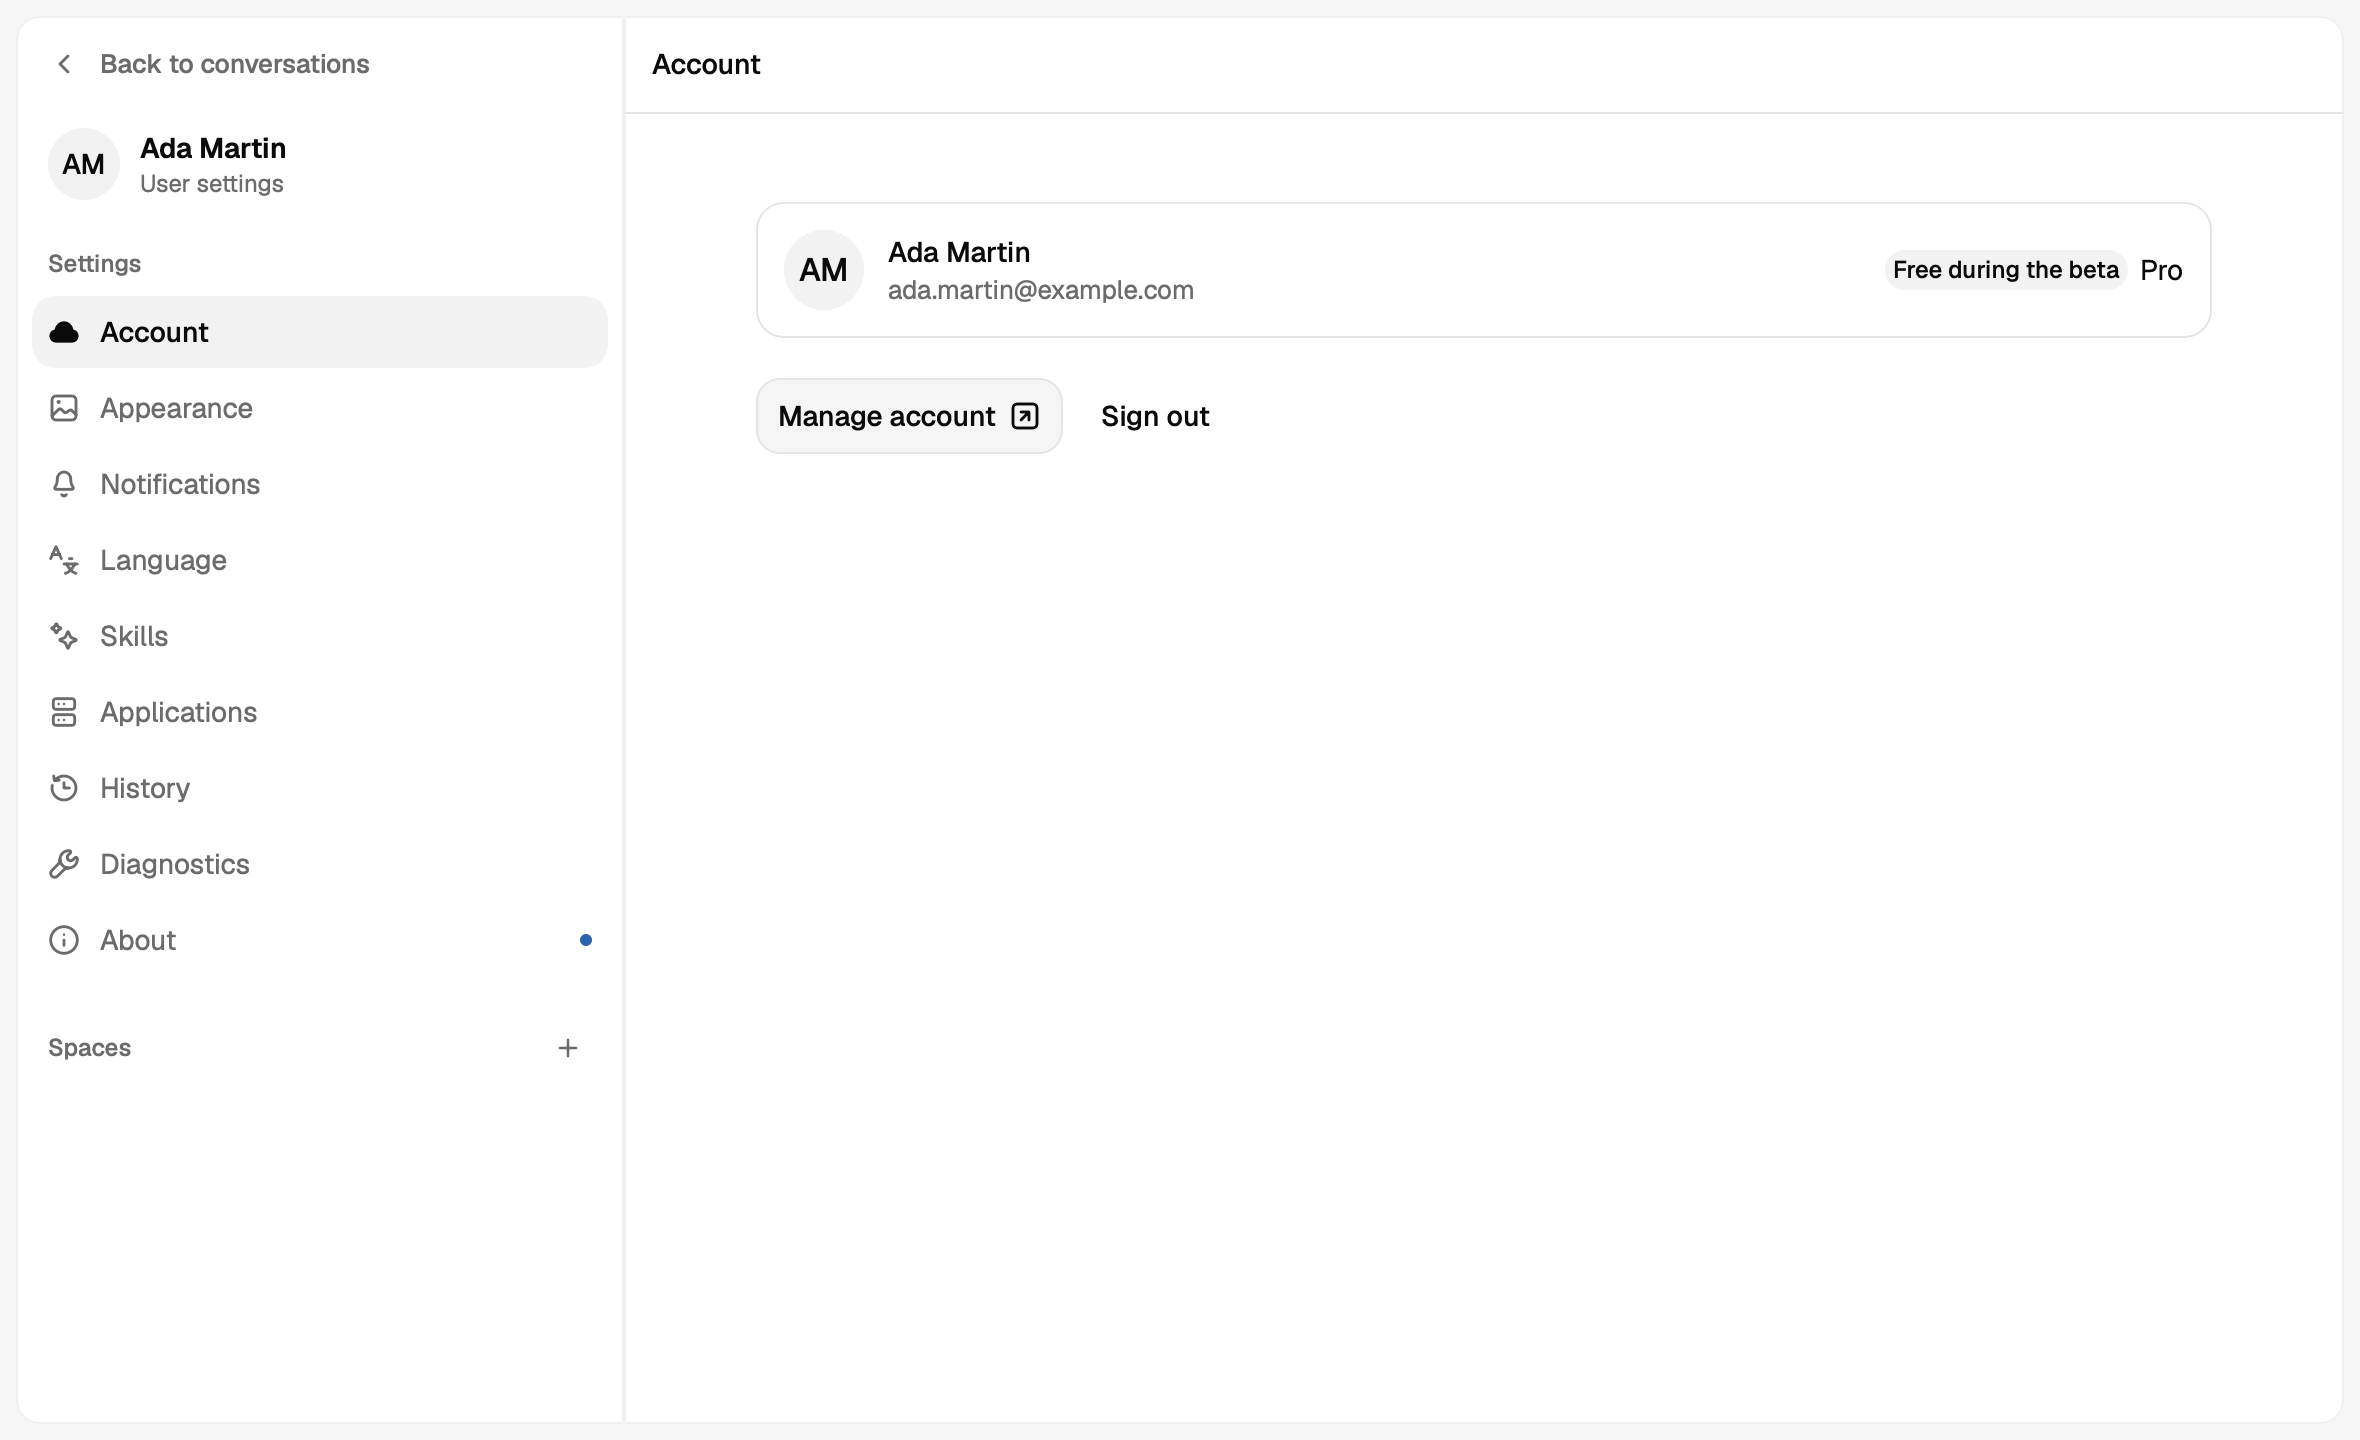 Back to conversations
AM
Ada Martin
User settings
Settings
Account
Appearance
Notifications
Language
Skills
Applications
History
Diagnostics
About
Spaces
Account
AM
Ada Martin
ada.martin@example.com
Free during the beta Pro
Manage account
Sign out